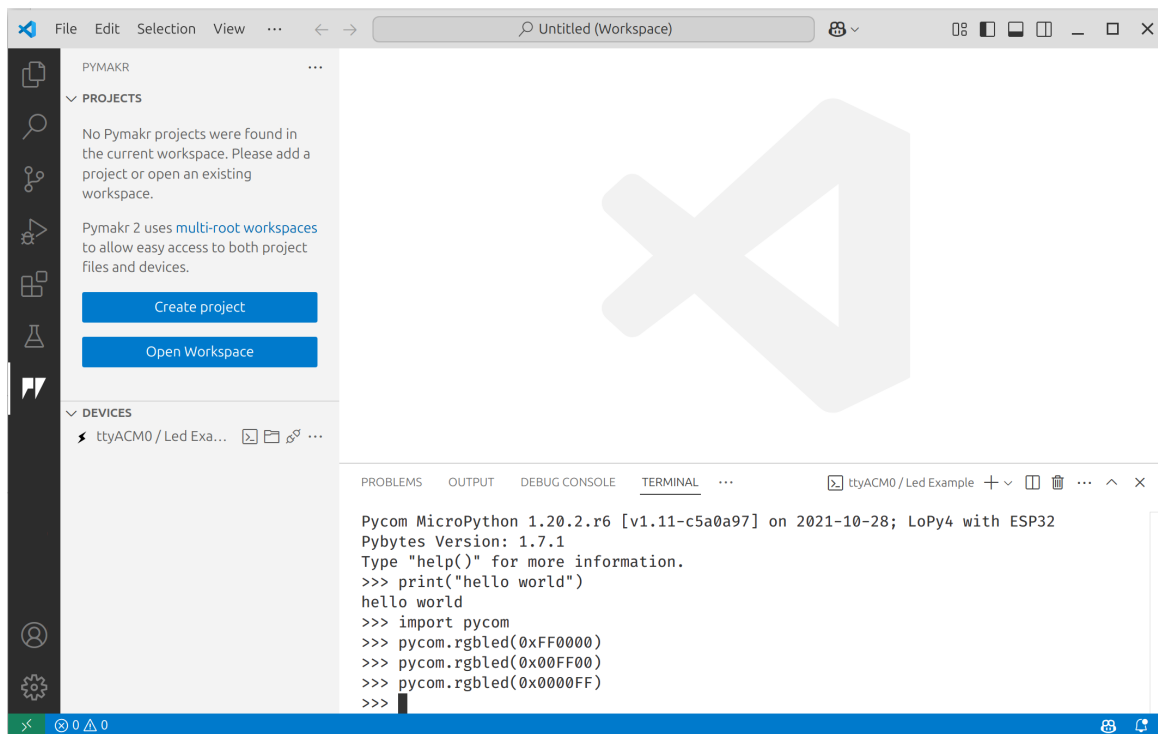 File Edit Selection View ··· Untitled (Workspace)
PYMAKR ···
PROJECTS
No Pymakr projects were found in
the current workspace. Please add a
project or open an existing
workspace.
Pymakr 2 uses multi-root workspaces
to allow easy access to both project
files and devices.
Create project
Open Workspace
DEVICES
ttyACM0 / Led Exa... ···
PROBLEMS OUTPUT DEBUG CONSOLE TERMINAL ··· ttyACM0 / Led Example ···
Pycom MicroPython 1.20.2.r6 [v1.11-c5a0a97] on 2021-10-28; LoPy4 with ESP32
Pybytes Version: 1.7.1
Type "help()" for more information.
>>> print("hello world")
hello world
>>> import pycom
>>> pycom.rgbled(0xFF0000)
>>> pycom.rgbled(0x00FF00)
>>> pycom.rgbled(0x0000FF)
>>>
0 0